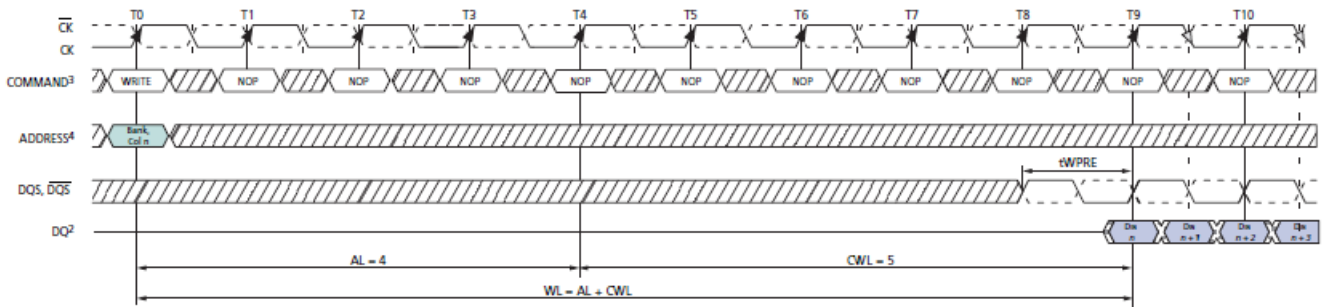 T0 T1 T2 T3 T4 T5 T6 T7 T8 T9 T10
CK
CK
COMMAND3 WRITE NOP NOP NOP NOP NOP NOP NOP NOP NOP NOP
ADDRESS4 Bank,
Col n
tWPRE
DQS, DQS
DQ2 Din
n Din
n+1 Din
n+2 Din
n+3
AL = 4 CWL = 5
WL = AL + CWL